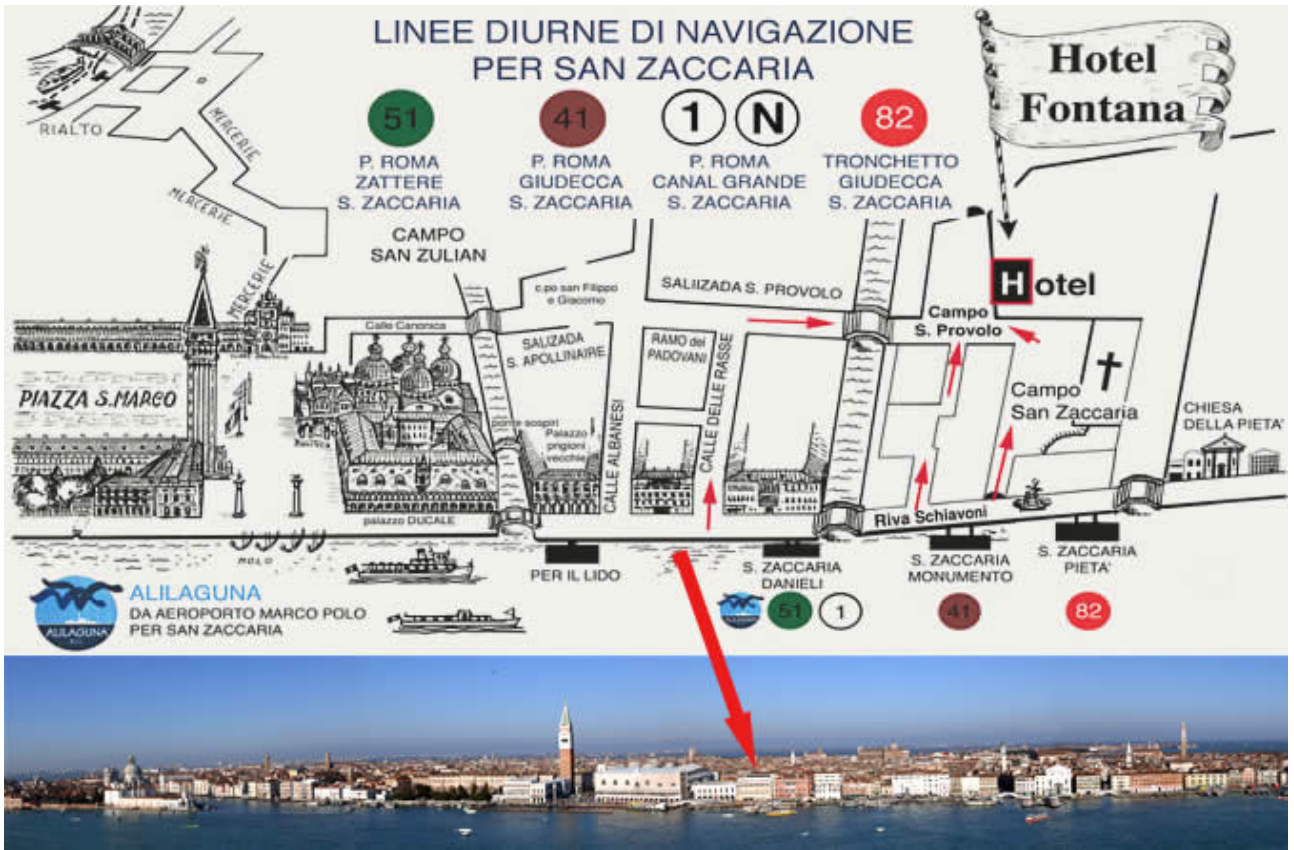 LINEE DIURNE DI NAVIGAZIONE
PER SAN ZACCARIA
Hotel
Fontana
51
P. ROMA
ZATTERE
S. ZACCARIA
41
P. ROMA
GIUDECCA
S. ZACCARIA
1 N
P. ROMA
CANAL GRANDE
S. ZACCARIA
82
TRONCHETTO
GIUDECCA
S. ZACCARIA
RIALTO
MERCERIE
MERCERIE
MERCERIE
CAMPO
SAN ZULIAN
c.po san Filippo
e Giacomo
SALIIZADA S. PROVOLO
Hotel
Campo
S. Provolo
Calle Canonica
SALIZADA
S. APOLLINAIRE
RAMO dei
PADOVANI
PIAZZA S. MARCO
ponte sospiri
Palazzo
prigioni
vecchie
CALLE ALBANESI
CALLE DELLE RASSE
Campo
San Zaccaria
CHIESA
DELLA PIETA'
palazzo DUCALE
Riva Schiavoni
MOLO
PER IL LIDO
S. ZACCARIA
DANIELI
51 1
S. ZACCARIA
MONUMENTO
41
S. ZACCARIA
PIETA'
82
ALILAGUNA
ALILAGUNA
DA AEROPORTO MARCO POLO
PER SAN ZACCARIA